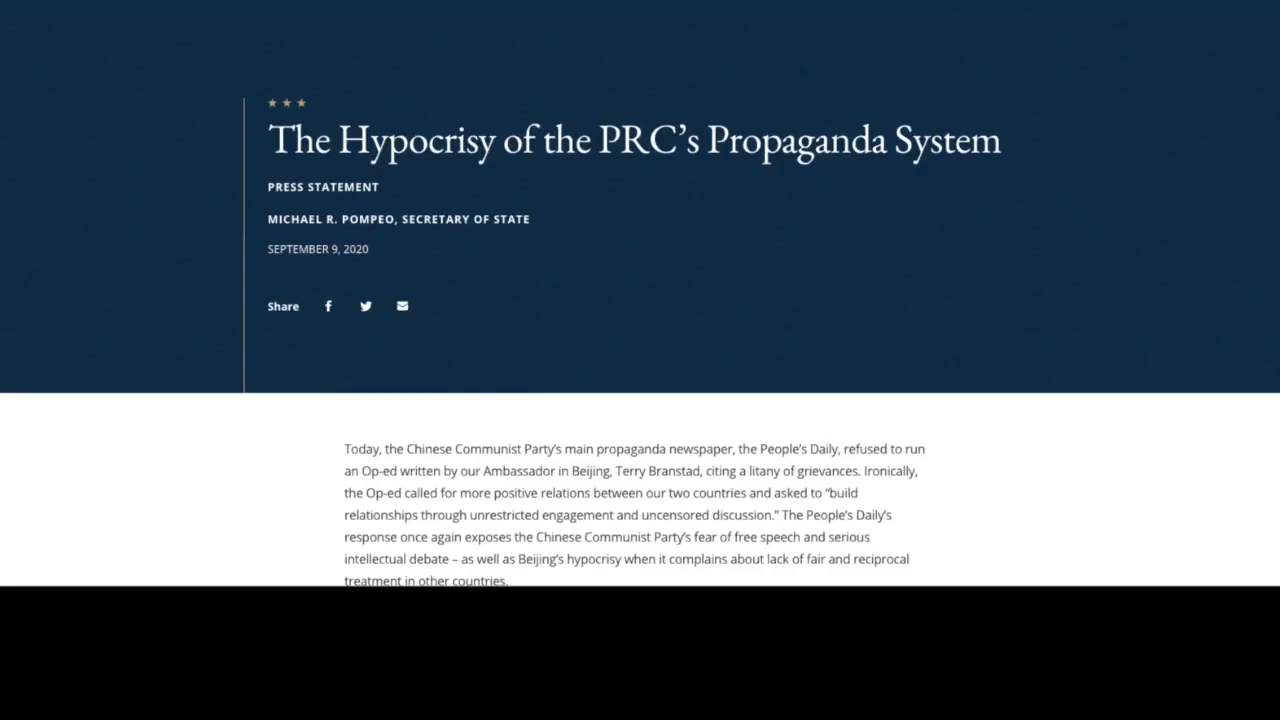 The Hypocrisy of the PRC’s Propaganda System
PRESS STATEMENT
MICHAEL R. POMPEO, SECRETARY OF STATE
SEPTEMBER 9, 2020
Share
Today, the Chinese Communist Party’s main propaganda newspaper, the People’s Daily, refused to run
an Op-ed written by our Ambassador in Beijing, Terry Branstad, citing a litany of grievances. Ironically,
the Op-ed called for more positive relations between our two countries and asked to “build
relationships through unrestricted engagement and uncensored discussion.” The People’s Daily’s
response once again exposes the Chinese Communist Party’s fear of free speech and serious
intellectual debate – as well as Beijing’s hypocrisy when it complains about lack of fair and reciprocal
treatment in other countries.